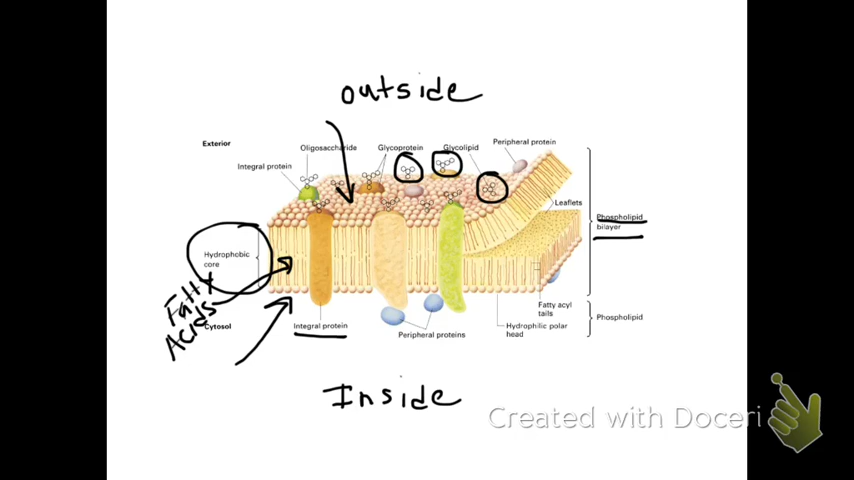 outside
Exterior
Oligosaccharide
Glycoprotein
Glycolipid
Peripheral protein
Integral protein
Leaflets
Phospholipid
bilayer
Hydrophobic
core
Fatty
Acids
Cytosol
Integral protein
Peripheral proteins
Fatty acyl
tails
Hydrophilic polar
head
Phospholipid
Inside
Created with Doceri